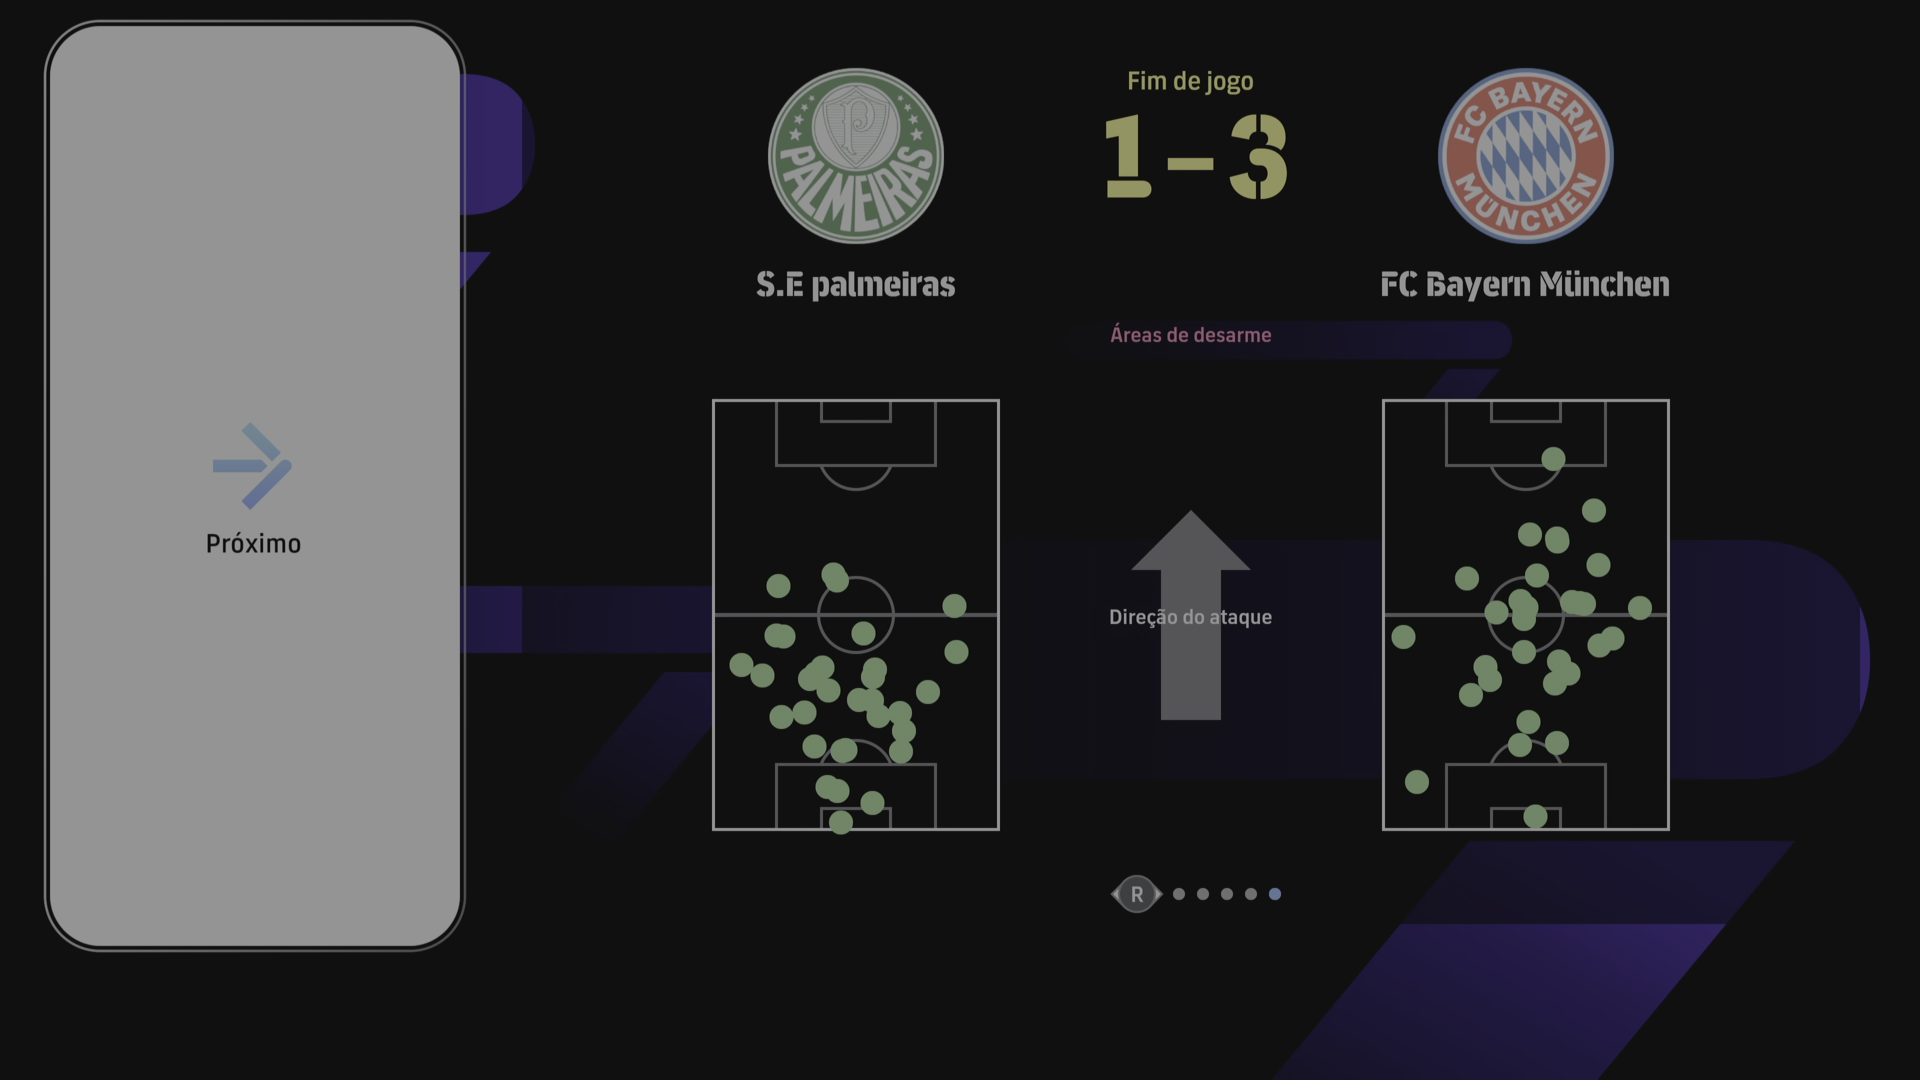 Próximo
PALMEIRAS
P
S.E palmeiras
Fim de jogo
1-3
FC BAYERN
MÜNCHEN
FC Bayern München
Áreas de desarme
Direção do ataque
R